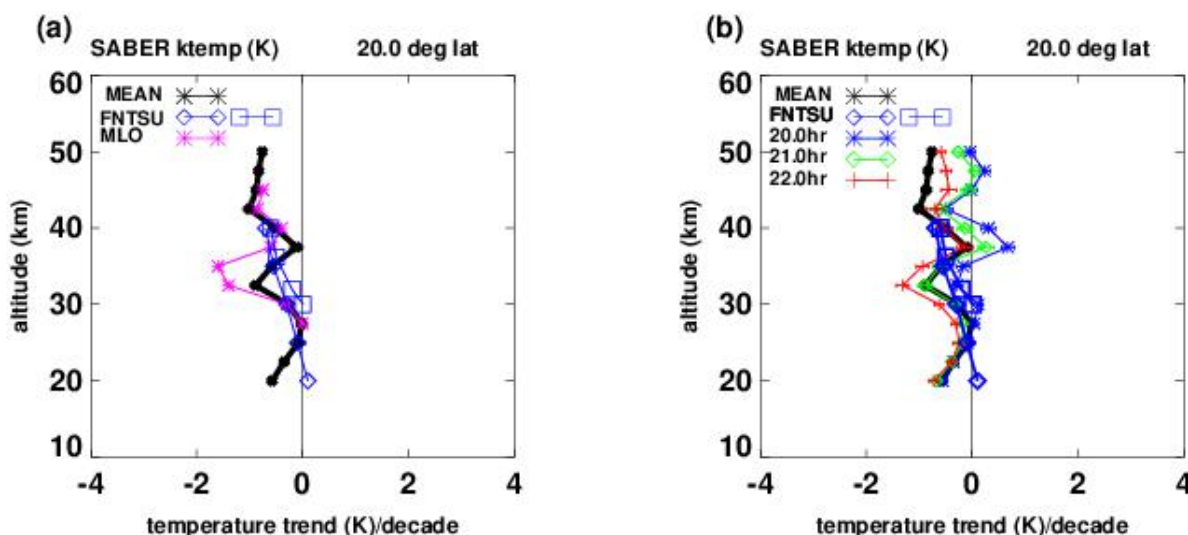 (a)
SABER ktemp (K) 20.0 deg lat
60
MEAN
FNTSU
MLO
50
40
30
20
10
altitude (km)
-4 -2 0 2 4
temperature trend (K)/decade
(b)
SABER ktemp (K) 20.0 deg lat
60
MEAN
FNTSU
20.0hr
21.0hr
22.0hr
50
40
30
20
10
altitude (km)
-4 -2 0 2 4
temperature trend (K)/decade